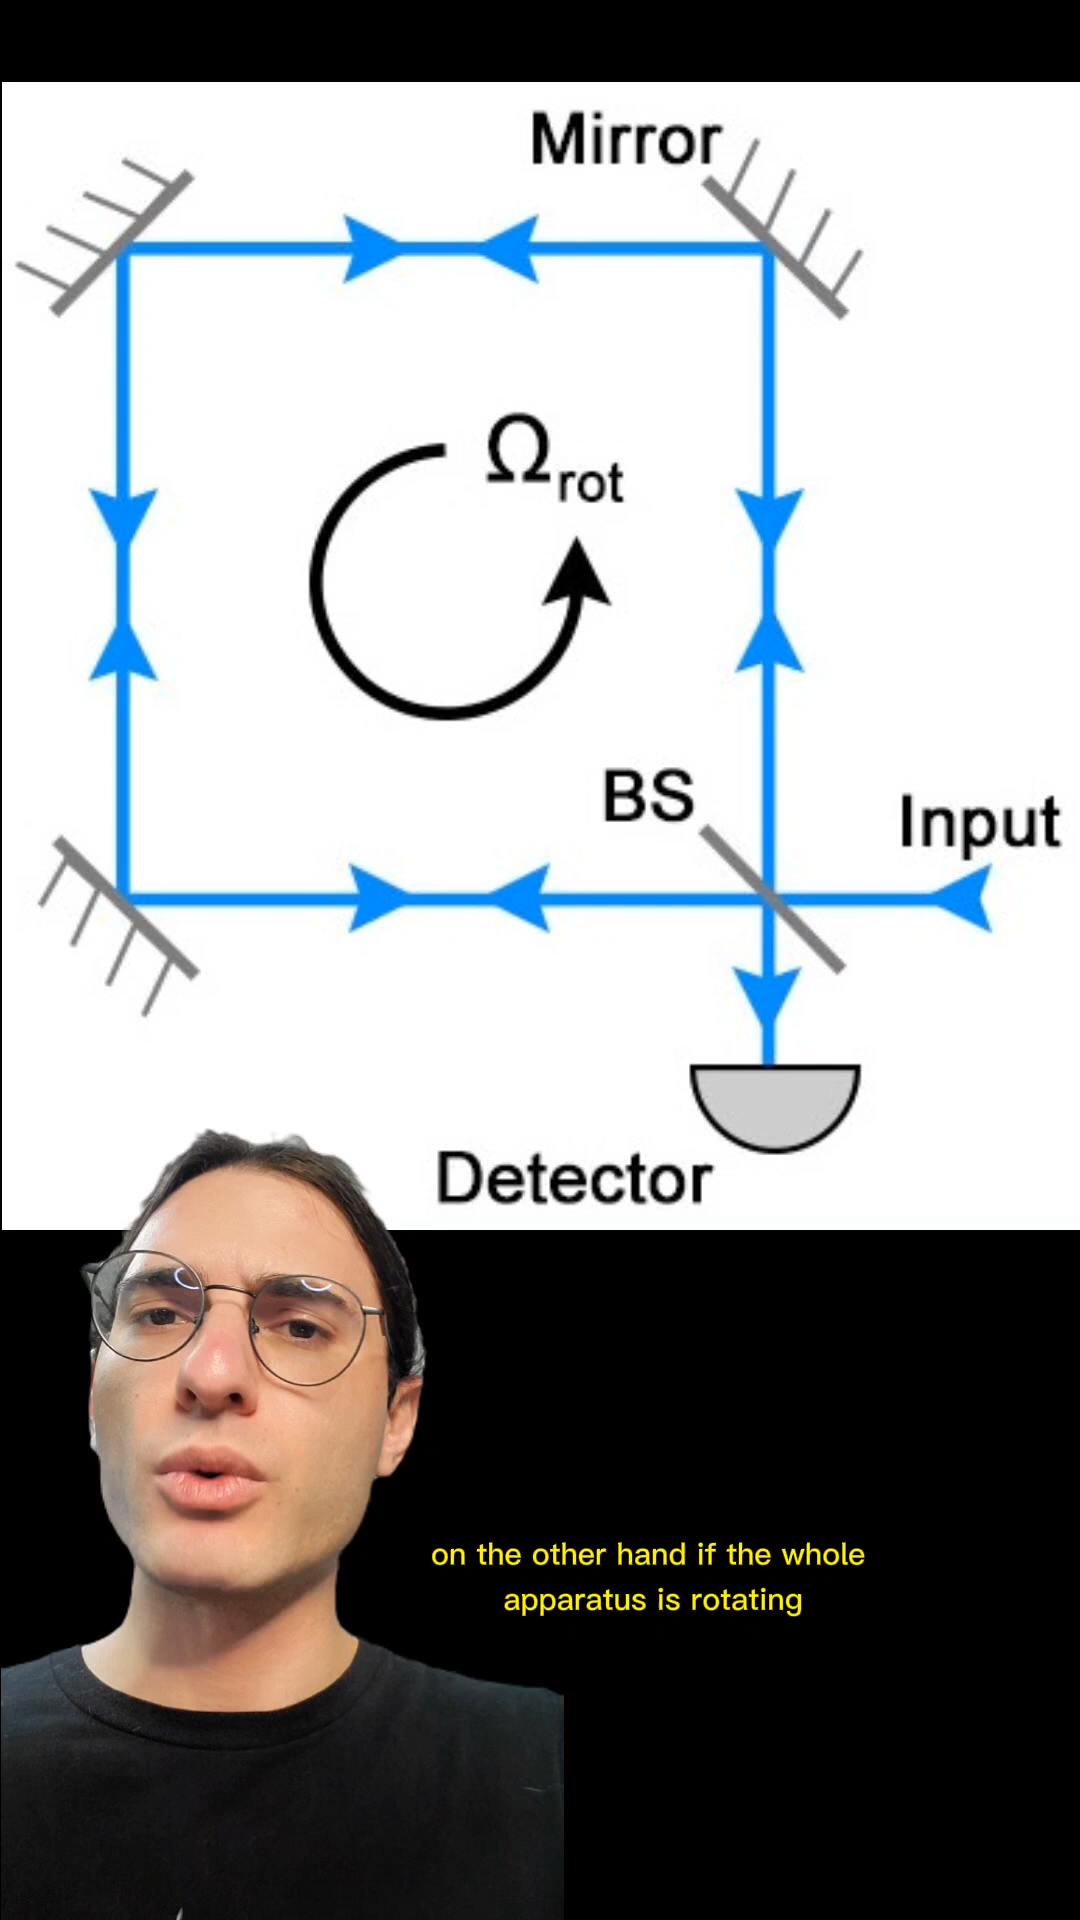 Mirror
Ωrot
BS
Input
Detector
on the other hand if the whole
apparatus is rotating